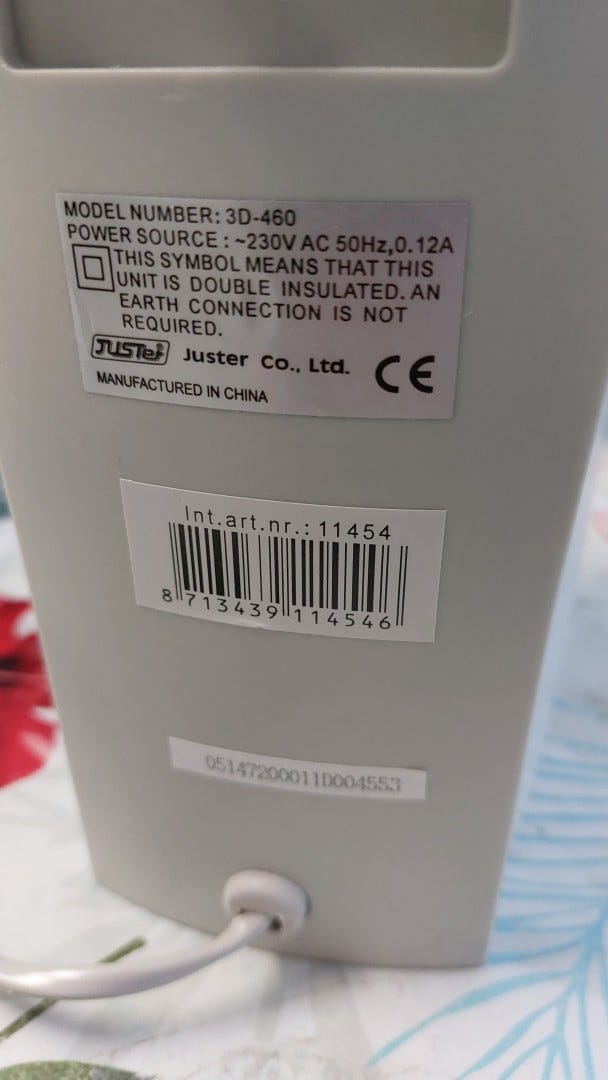 MODEL NUMBER: 3D-460
POWER SOURCE : ~230V AC 50Hz,0.12A
THIS SYMBOL MEANS THAT THIS
UNIT IS DOUBLE INSULATED. AN
EARTH CONNECTION IS NOT
REQUIRED.
JUSTer Juster Co., Ltd. CE
MANUFACTURED IN CHINA
Int.art.nr.: 11454
8 713439 114546
05147200011D004553